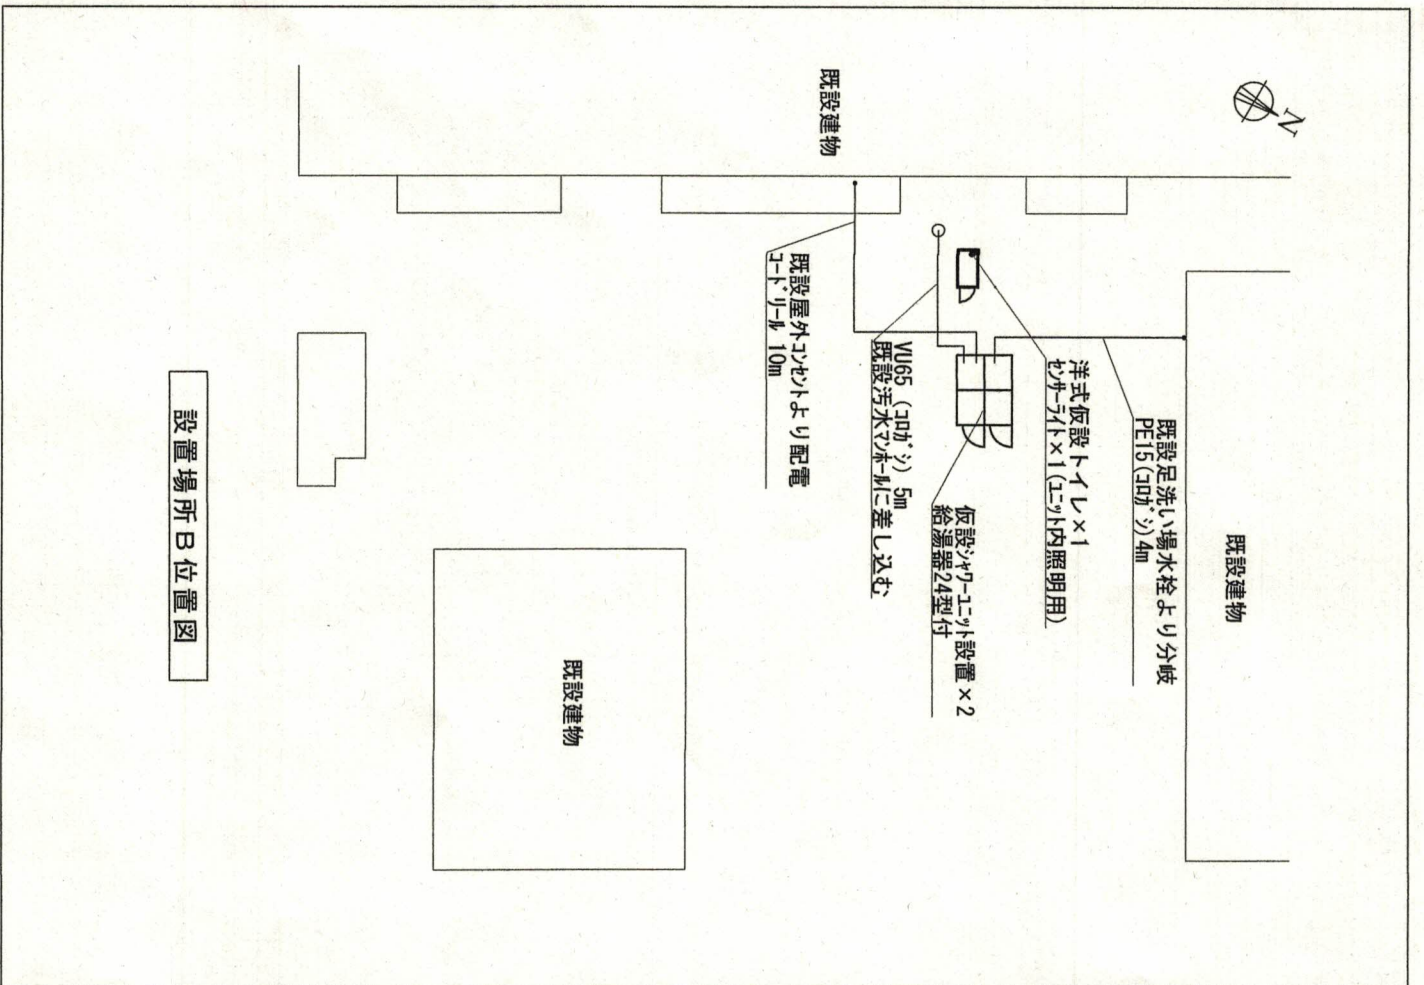 N
既設建物
既設建物
既設足洗い場水栓より分岐
PE15(ｺﾛｶﾞｼ)4m
洋式仮設トイレ×1
ｾﾝｻｰﾗｲﾄ×1(ﾕﾆｯﾄ内照明用)
仮設ｼｬﾜｰﾕﾆｯﾄ設置×2
給湯器24型付
VU65 (ｺﾛｶﾞｼ) 5m
既設汚水ﾏﾝﾎｰﾙに差し込む
既設屋外ｺﾝｾﾝﾄより配電
ｺｰﾄﾞﾘｰﾙ 10m
既設建物
設置場所B位置図